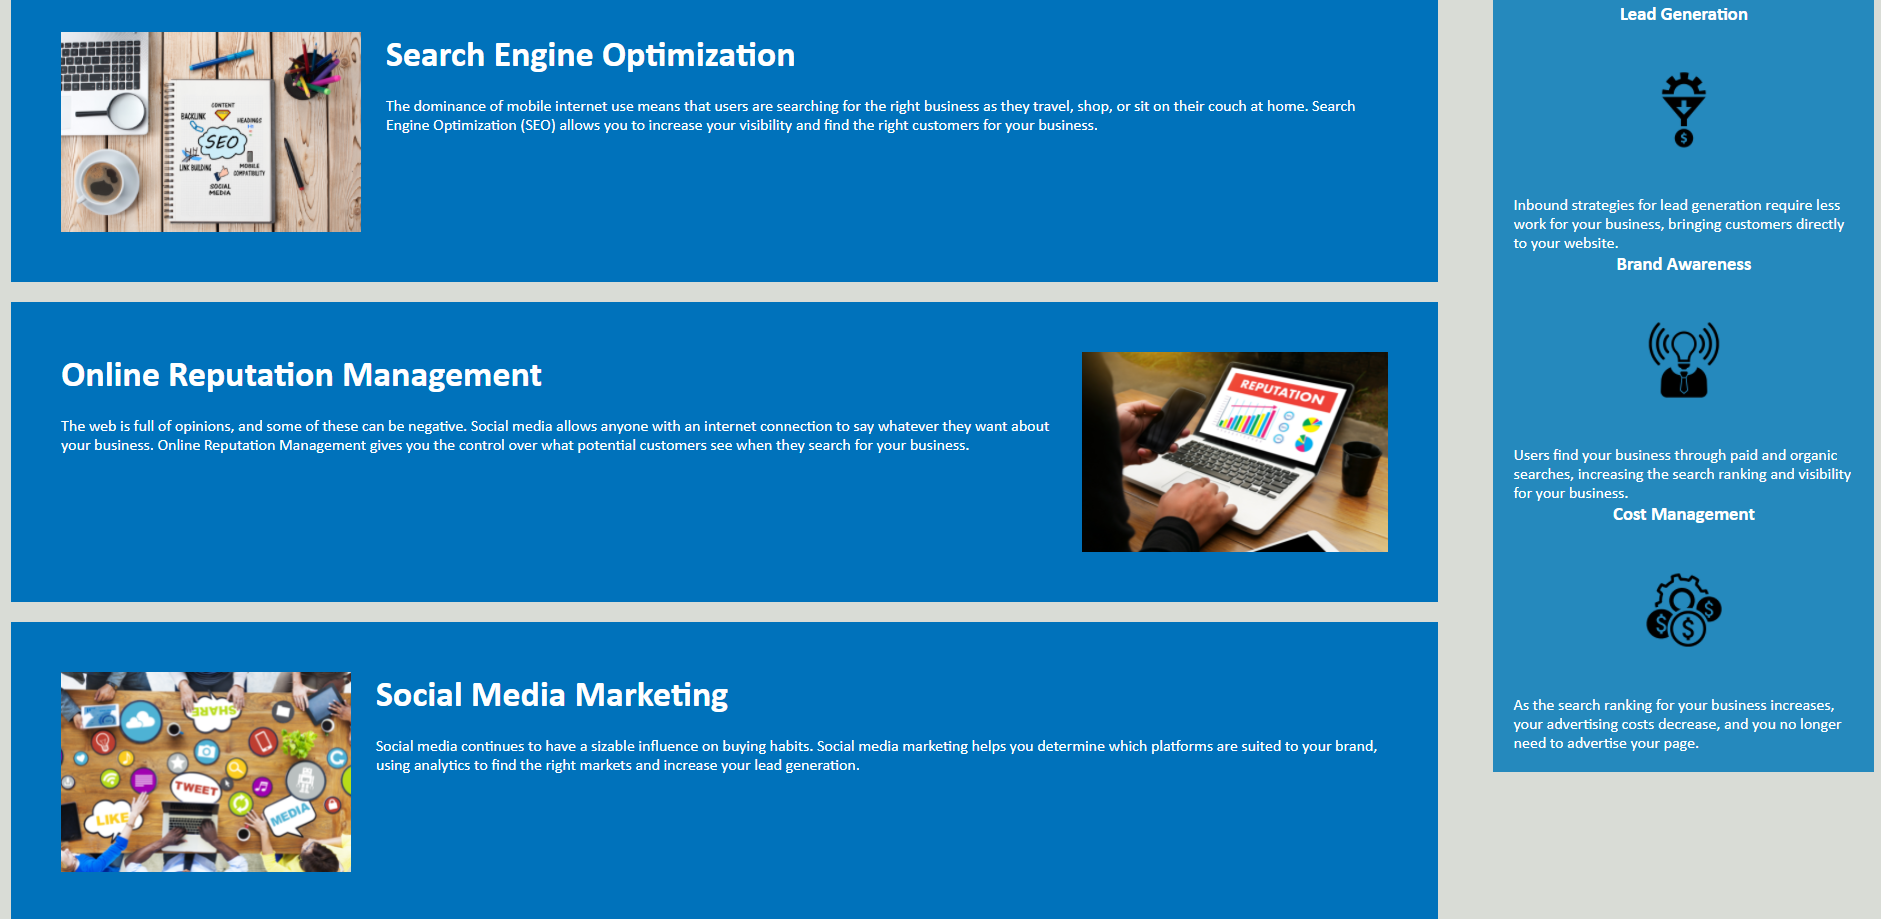 Search Engine Optimization
The dominance of mobile internet use means that users are searching for the right business as they travel, shop, or sit on their couch at home. Search
Engine Optimization (SEO) allows you to increase your visibility and find the right customers for your business.
CONTENT
BACKLINK
HEADINGS
SEO
LINK BUILDING
MOBILE
COMPATIBILITY
SOCIAL
MEDIA
Online Reputation Management
The web is full of opinions, and some of these can be negative. Social media allows anyone with an internet connection to say whatever they want about
your business. Online Reputation Management gives you the control over what potential customers see when they search for your business.
REPUTATION
Social Media Marketing
Social media continues to have a sizable influence on buying habits. Social media marketing helps you determine which platforms are suited to your brand,
using analytics to find the right markets and increase your lead generation.
SHARE
TWEET
LIKE
MEDIA
Lead Generation
$
Inbound strategies for lead generation require less
work for your business, bringing customers directly
to your website.
Brand Awareness
Users find your business through paid and organic
searches, increasing the search ranking and visibility
for your business.
Cost Management
$ $ $
As the search ranking for your business increases,
your advertising costs decrease, and you no longer
need to advertise your page.